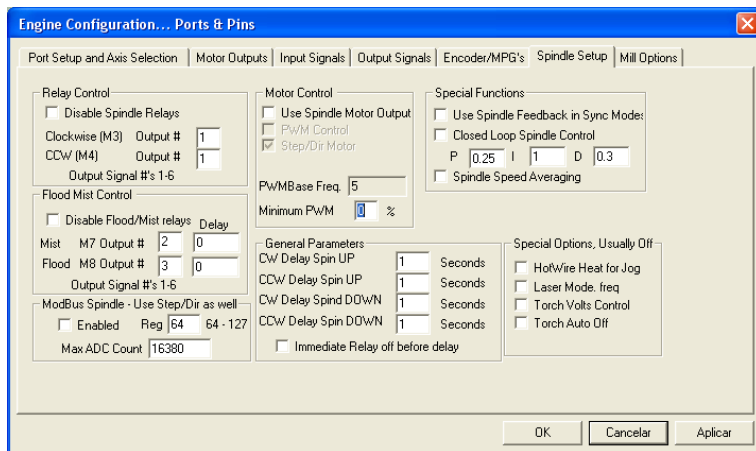 Engine Configuration... Ports & Pins
Port Setup and Axis Selection
Motor Outputs
Input Signals
Output Signals
Encoder/MPG's
Spindle Setup
Mill Options
Relay Control
Disable Spindle Relays
Clockwise (M3) Output # 1
CCW (M4) Output # 1
Output Signal #'s 1-6
Flood Mist Control
Disable Flood/Mist relays Delay
Mist M7 Output # 2 0
Flood M8 Output # 3 0
Output Signal #'s 1-6
ModBus Spindle - Use Step/Dir as well
Enabled Reg 64 64 - 127
Max ADC Count 16380
Motor Control
Use Spindle Motor Output
PWM Control
Step/Dir Motor
PWMBase Freq. 5
Minimum PWM 0 %
General Parameters
CW Delay Spin UP 1 Seconds
CCW Delay Spin UP 1 Seconds
CW Delay Spind DOWN 1 Seconds
CCW Delay Spin DOWN 1 Seconds
Immediate Relay off before delay
Special Functions
Use Spindle Feedback in Sync Modes
Closed Loop Spindle Control
P 0.25 I 1 D 0.3
Spindle Speed Averaging
Special Options, Usually Off
HotWire Heat for Jog
Laser Mode. freq
Torch Volts Control
Torch Auto Off
OK
Cancelar
Aplicar